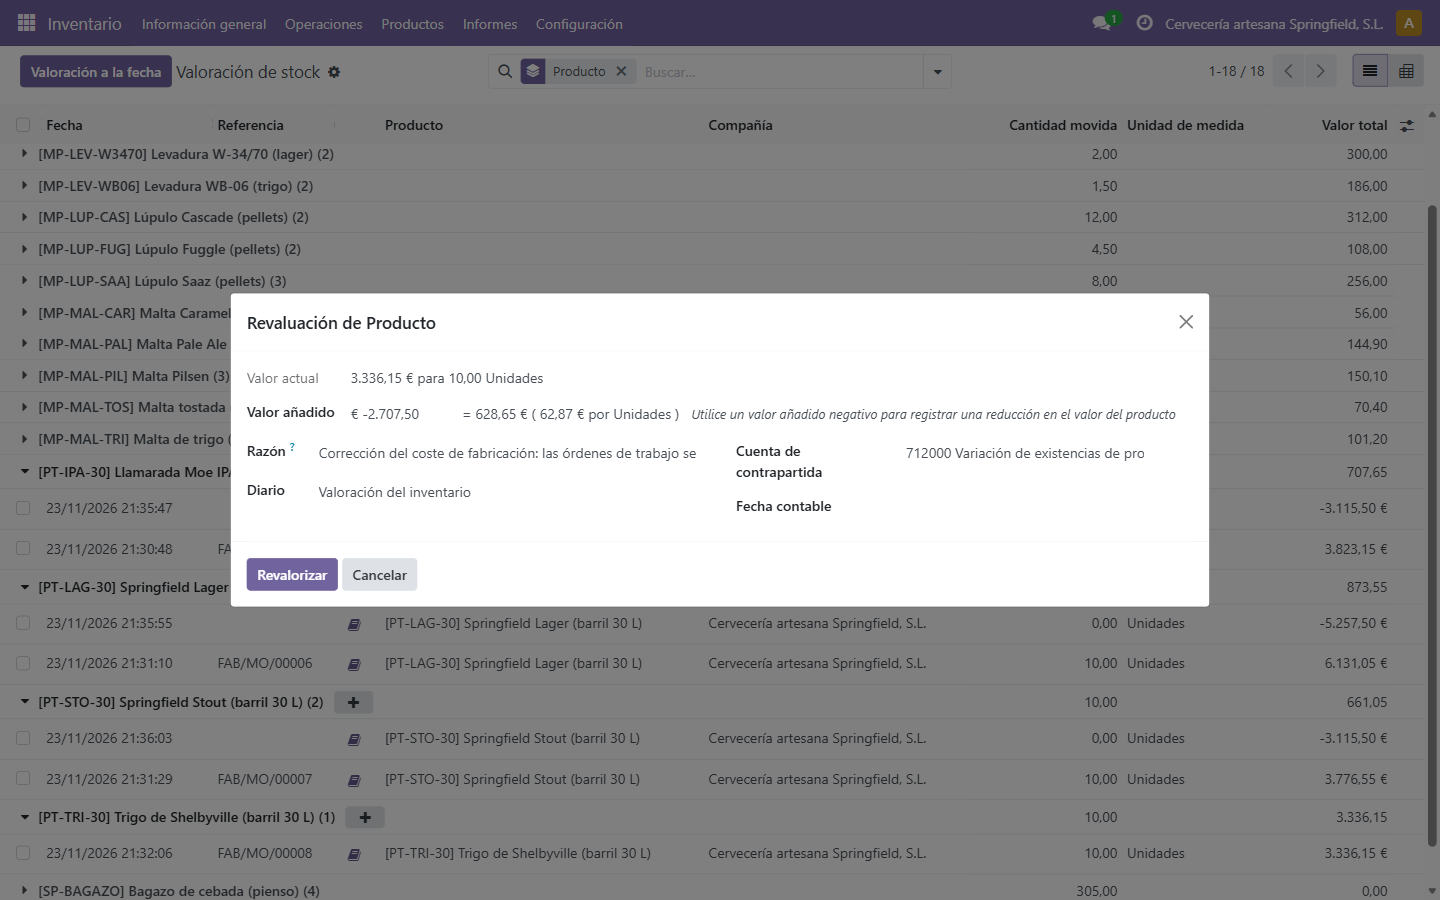 Inventario Información general Operaciones Productos Informes Configuración 1 Cervecería artesana Springfield, S.L. A
Valoración a la fecha Valoración de stock Producto Buscar... 1-18 / 18
Fecha Referencia Producto Compañía Cantidad movida Unidad de medida Valor total
[MP-LEV-W3470] Levadura W-34/70 (lager) (2) 2,00 300,00
[MP-LEV-WB06] Levadura WB-06 (trigo) (2) 1,50 186,00
[MP-LUP-CAS] Lúpulo Cascade (pellets) (2) 12,00 312,00
[MP-LUP-FUG] Lúpulo Fuggle (pellets) (2) 4,50 108,00
[MP-LUP-SAA] Lúpulo Saaz (pellets) (3) 8,00 256,00
[MP-MAL-CAR] Malta Caramel 56,00
[MP-MAL-PAL] Malta Pale Ale 144,90
[MP-MAL-PIL] Malta Pilsen (3) 150,10
[MP-MAL-TOS] Malta tostada 70,40
[MP-MAL-TRI] Malta de trigo ( 101,20
[PT-IPA-30] Llamarada Moe IPA 707,65
23/11/2026 21:35:47 -3.115,50 €
23/11/2026 21:30:48 FA 3.823,15 €
[PT-LAG-30] Springfield Lager 873,55
Revaluación de Producto
Valor actual 3.336,15 € para 10,00 Unidades
Valor añadido € -2.707,50 = 628,65 € ( 62,87 € por Unidades ) Utilice un valor añadido negativo para registrar una reducción en el valor del producto
Razón ? Corrección del coste de fabricación: las órdenes de trabajo se
Cuenta de contrapartida 712000 Variación de existencias de pro
Diario Valoración del inventario
Fecha contable
Revalorizar Cancelar
23/11/2026 21:35:55 [PT-LAG-30] Springfield Lager (barril 30 L) Cervecería artesana Springfield, S.L. 0,00 Unidades -5.257,50 €
23/11/2026 21:31:10 FAB/MO/00006 [PT-LAG-30] Springfield Lager (barril 30 L) Cervecería artesana Springfield, S.L. 10,00 Unidades 6.131,05 €
[PT-STO-30] Springfield Stout (barril 30 L) (2) 10,00 661,05
23/11/2026 21:36:03 [PT-STO-30] Springfield Stout (barril 30 L) Cervecería artesana Springfield, S.L. 0,00 Unidades -3.115,50 €
23/11/2026 21:31:29 FAB/MO/00007 [PT-STO-30] Springfield Stout (barril 30 L) Cervecería artesana Springfield, S.L. 10,00 Unidades 3.776,55 €
[PT-TRI-30] Trigo de Shelbyville (barril 30 L) (1) 10,00 3.336,15
23/11/2026 21:32:06 FAB/MO/00008 [PT-TRI-30] Trigo de Shelbyville (barril 30 L) Cervecería artesana Springfield, S.L. 10,00 Unidades 3.336,15 €
[SP-BAGAZO] Bagazo de cebada (pienso) (4) 305,00 0,00